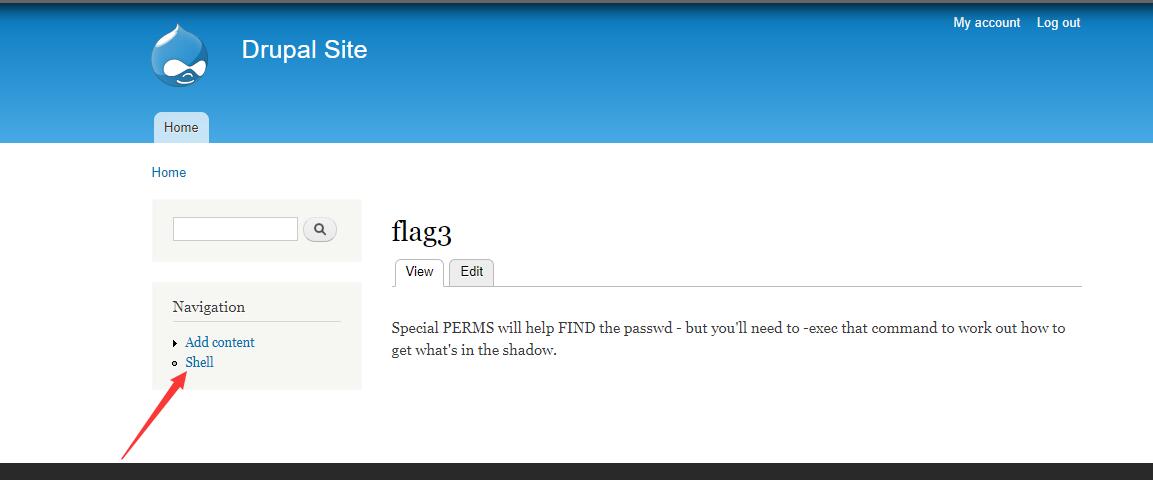 My account Log out
Drupal Site
Home
Home
Navigation
Add content
Shell
flag3
View Edit
Special PERMS will help FIND the passwd - but you'll need to -exec that command to work out how to
get what's in the shadow.